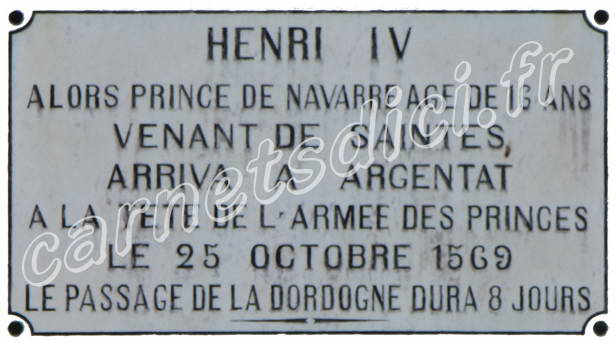 HENRI IV
ALORS PRINCE DE NAVARRE AGE DE 16 ANS
VENANT DE SAINTES,
ARRIVA A ARGENTAT
A LA TETE DE L'ARMEE DES PRINCES
LE 25 OCTOBRE 1569
LE PASSAGE DE LA DORDOGNE DURA 8 JOURS
carnetsdici.fr